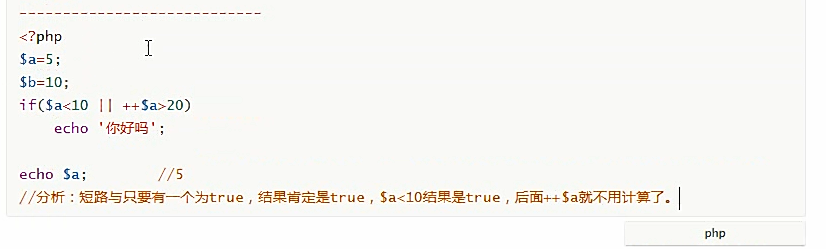 ----------------------------
<?php
$a=5;
$b=10;
if($a<10 || ++$a>20)
    echo '你好吗';
echo $a;        //5
//分析：短路与只要有一个为true，结果肯定是true，$a<10结果是true，后面++$a就不用计算了。
php